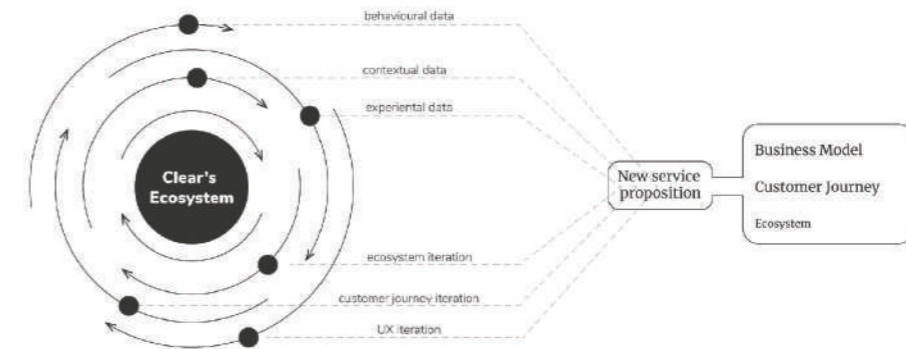 behavioural data
contextual data
experiental data
Clear's
Ecosystem
New service
proposition
Business Model
Customer Journey
Ecosystem
ecosystem iteration
customer journey iteration
UX iteration